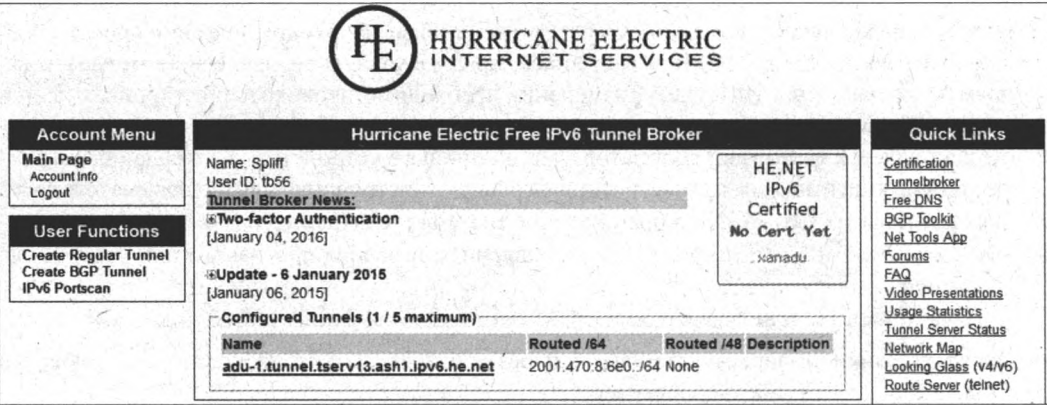 HE
HURRICANE ELECTRIC
INTERNET SERVICES
Account Menu
Main Page
Account Info
Logout
User Functions
Create Regular Tunnel
Create BGP Tunnel
IPv6 Portscan
Hurricane Electric Free IPv6 Tunnel Broker
Name: Spliff
User ID: tb56
Tunnel Broker News:
Two-factor Authentication
[January 04, 2016]
Update - 6 January 2015
[January 06, 2015]
HE.NET
IPv6
Certified
No Cert Yet
xanadu
Configured Tunnels (1 / 5 maximum)
Name Routed /64 Routed /48 Description
adu-1.tunnel.tserv13.ash1.ipv6.he.net 2001:470:8:6e0::/64 None
Quick Links
Certification
Tunnelbroker
Free DNS
BGP Toolkit
Net Tools App
Forums
FAQ
Video Presentations
Usage Statistics
Tunnel Server Status
Network Map
Looking Glass (v4/v6)
Route Server (telnet)